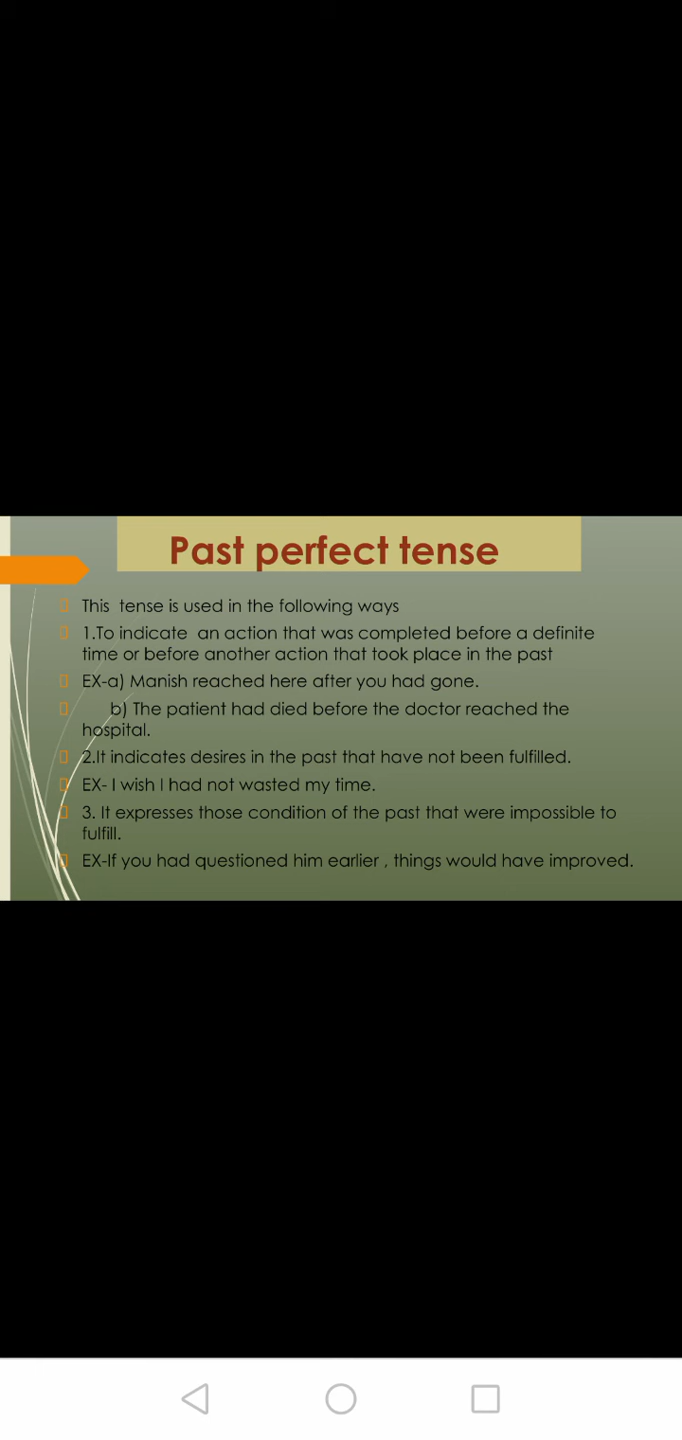 Past perfect tense
This tense is used in the following ways
1.To indicate an action that was completed before a definite
time or before another action that took place in the past
EX-a) Manish reached here after you had gone.
b) The patient had died before the doctor reached the
hospital.
2.It indicates desires in the past that have not been fulfilled.
EX- I wish I had not wasted my time.
3. It expresses those condition of the past that were impossible to
fulfill.
EX-If you had questioned him earlier , things would have improved.